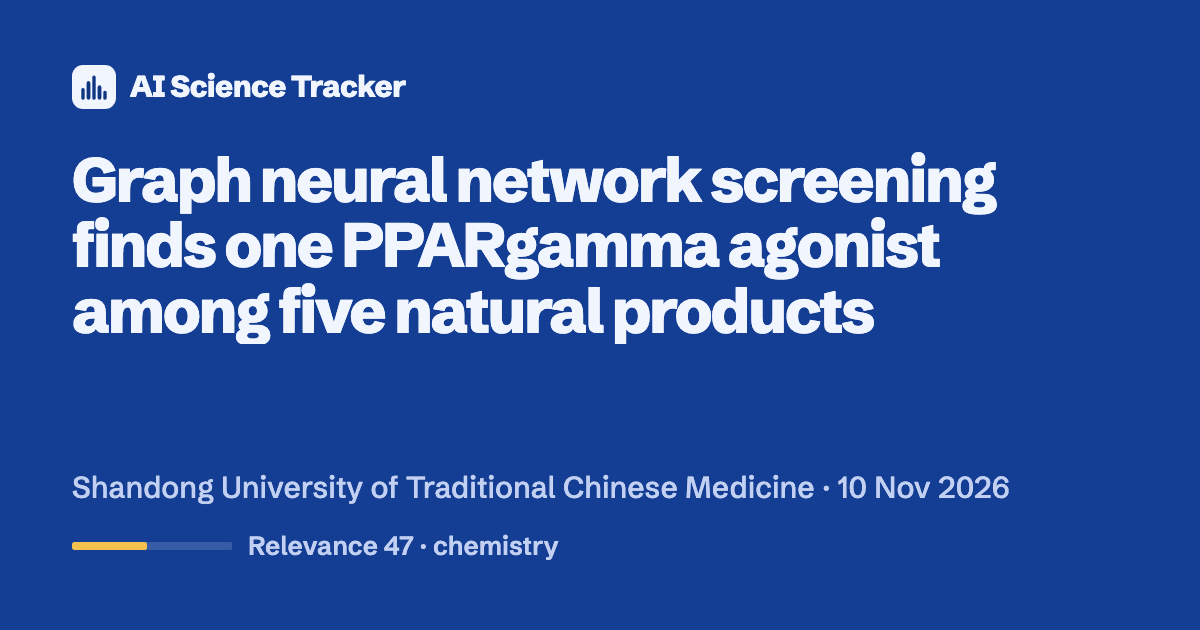 AI Science Tracker
Graph neural network screening
finds one PPARgamma agonist
among five natural products
Shandong University of Traditional Chinese Medicine · 10 Nov 2026
Relevance 47 · chemistry